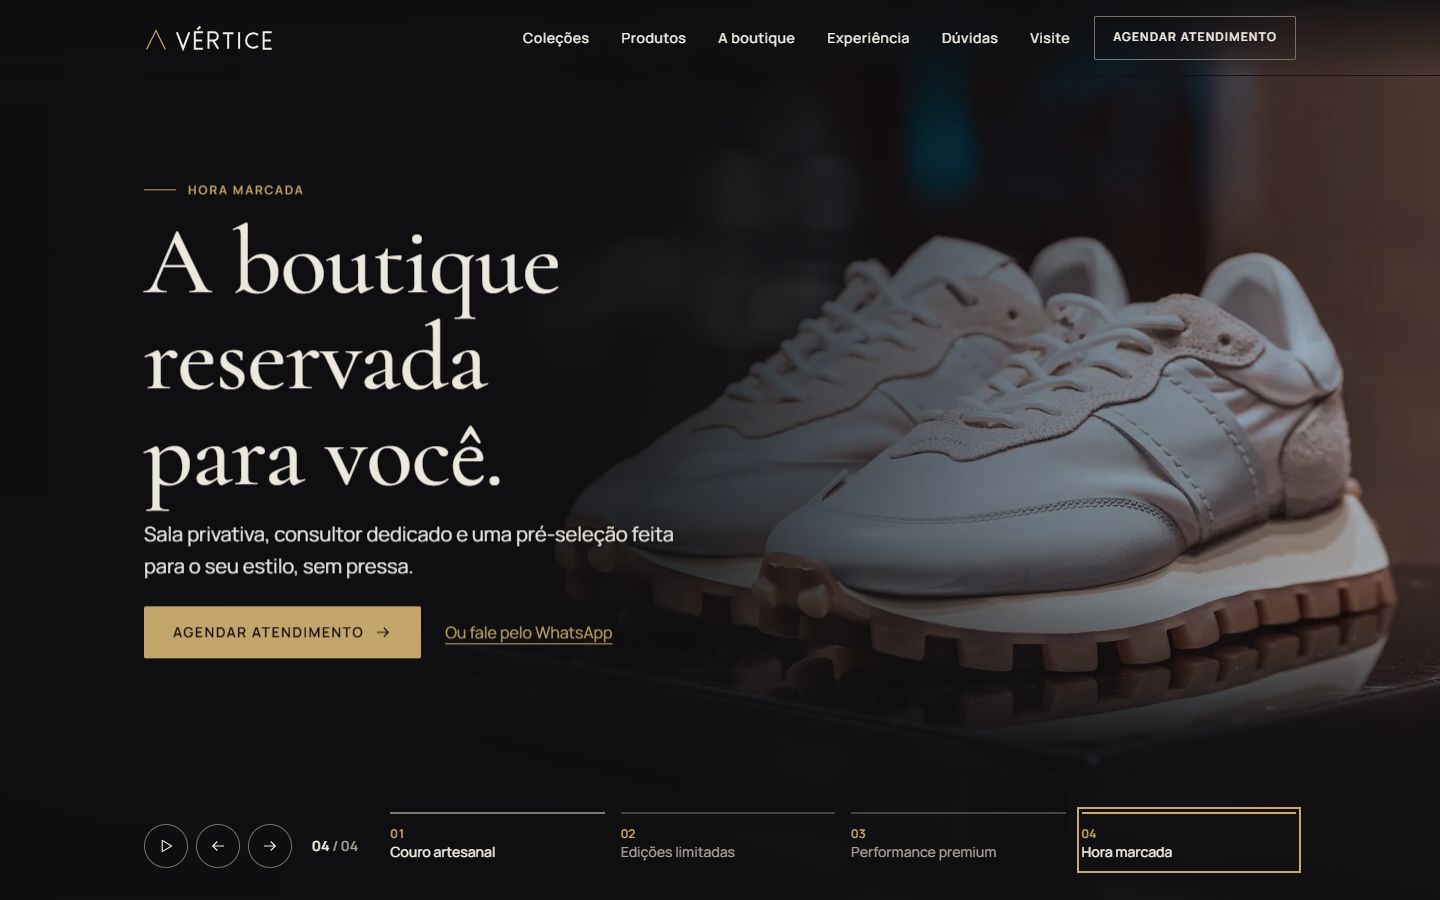 VÉRTICE
Coleções
Produtos
A boutique
Experiência
Dúvidas
Visite
AGENDAR ATENDIMENTO
HORA MARCADA
A boutique
reservada
para você.
Sala privativa, consultor dedicado e uma pré-seleção feita
para o seu estilo, sem pressa.
AGENDAR ATENDIMENTO →
Ou fale pelo WhatsApp
04 / 04
01
Couro artesanal
02
Edições limitadas
03
Performance premium
04
Hora marcada